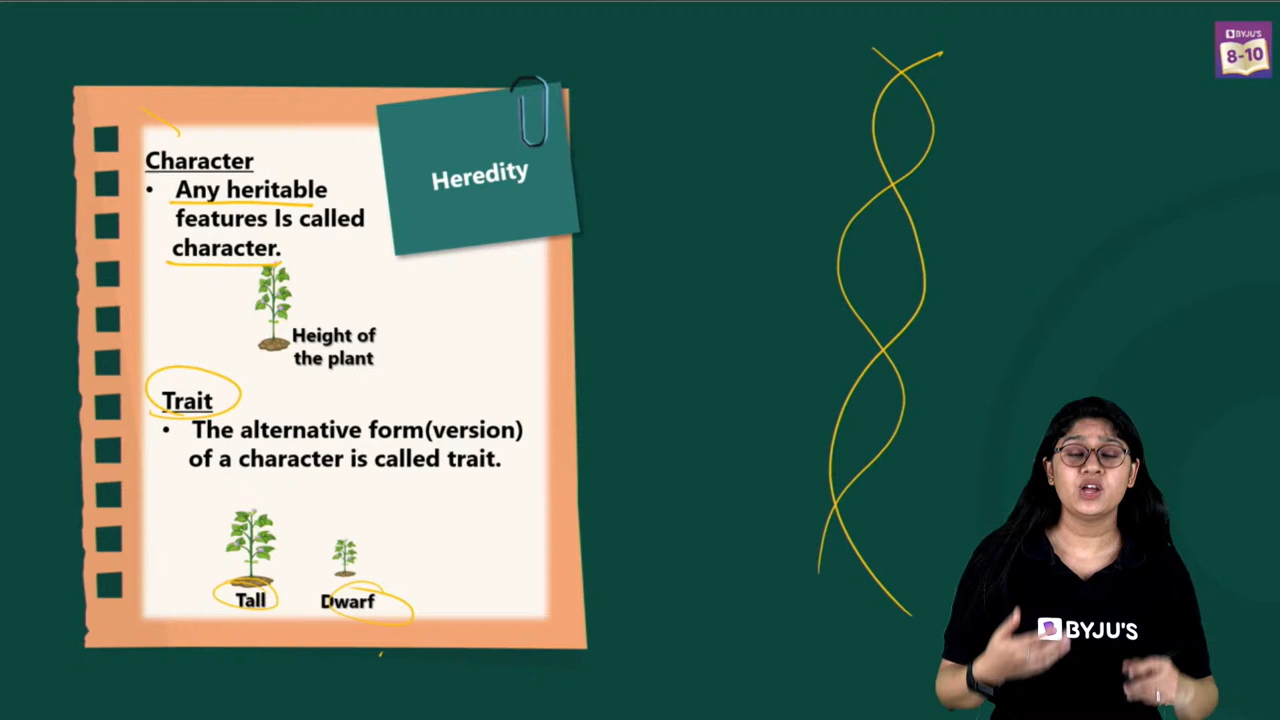 BYJU'S
8-10
Heredity
Character
• Any heritable
features Is called
character.
Height of
the plant
Trait
• The alternative form(version)
of a character is called trait.
Tall
Dwarf
BYJU'S